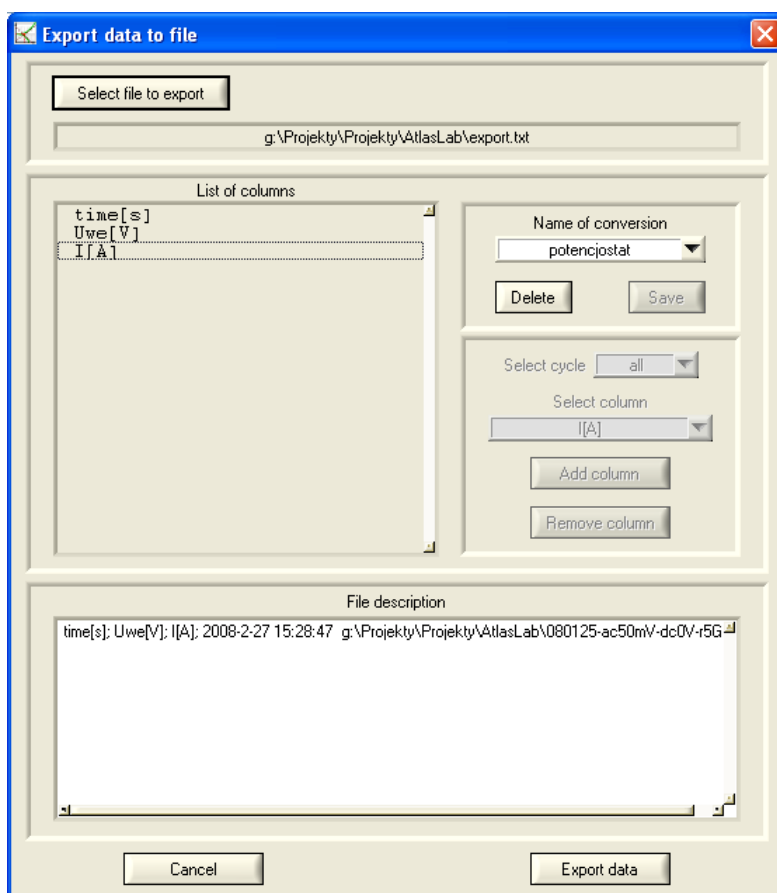 Export data to file
Select file to export
g:\Projekty\Projekty\AtlasLab\export.txt
List of columns
time[s]
Uwe[V]
I[A]
Name of conversion
potencjostat
Delete
Save
Select cycle
all
Select column
I[A]
Add column
Remove column
File description
time[s]; Uwe[V]; I[A]; 2008-2-27 15:28:47 g:\Projekty\Projekty\AtlasLab\080125-ac50mV-dc0V-r5G
Cancel
Export data